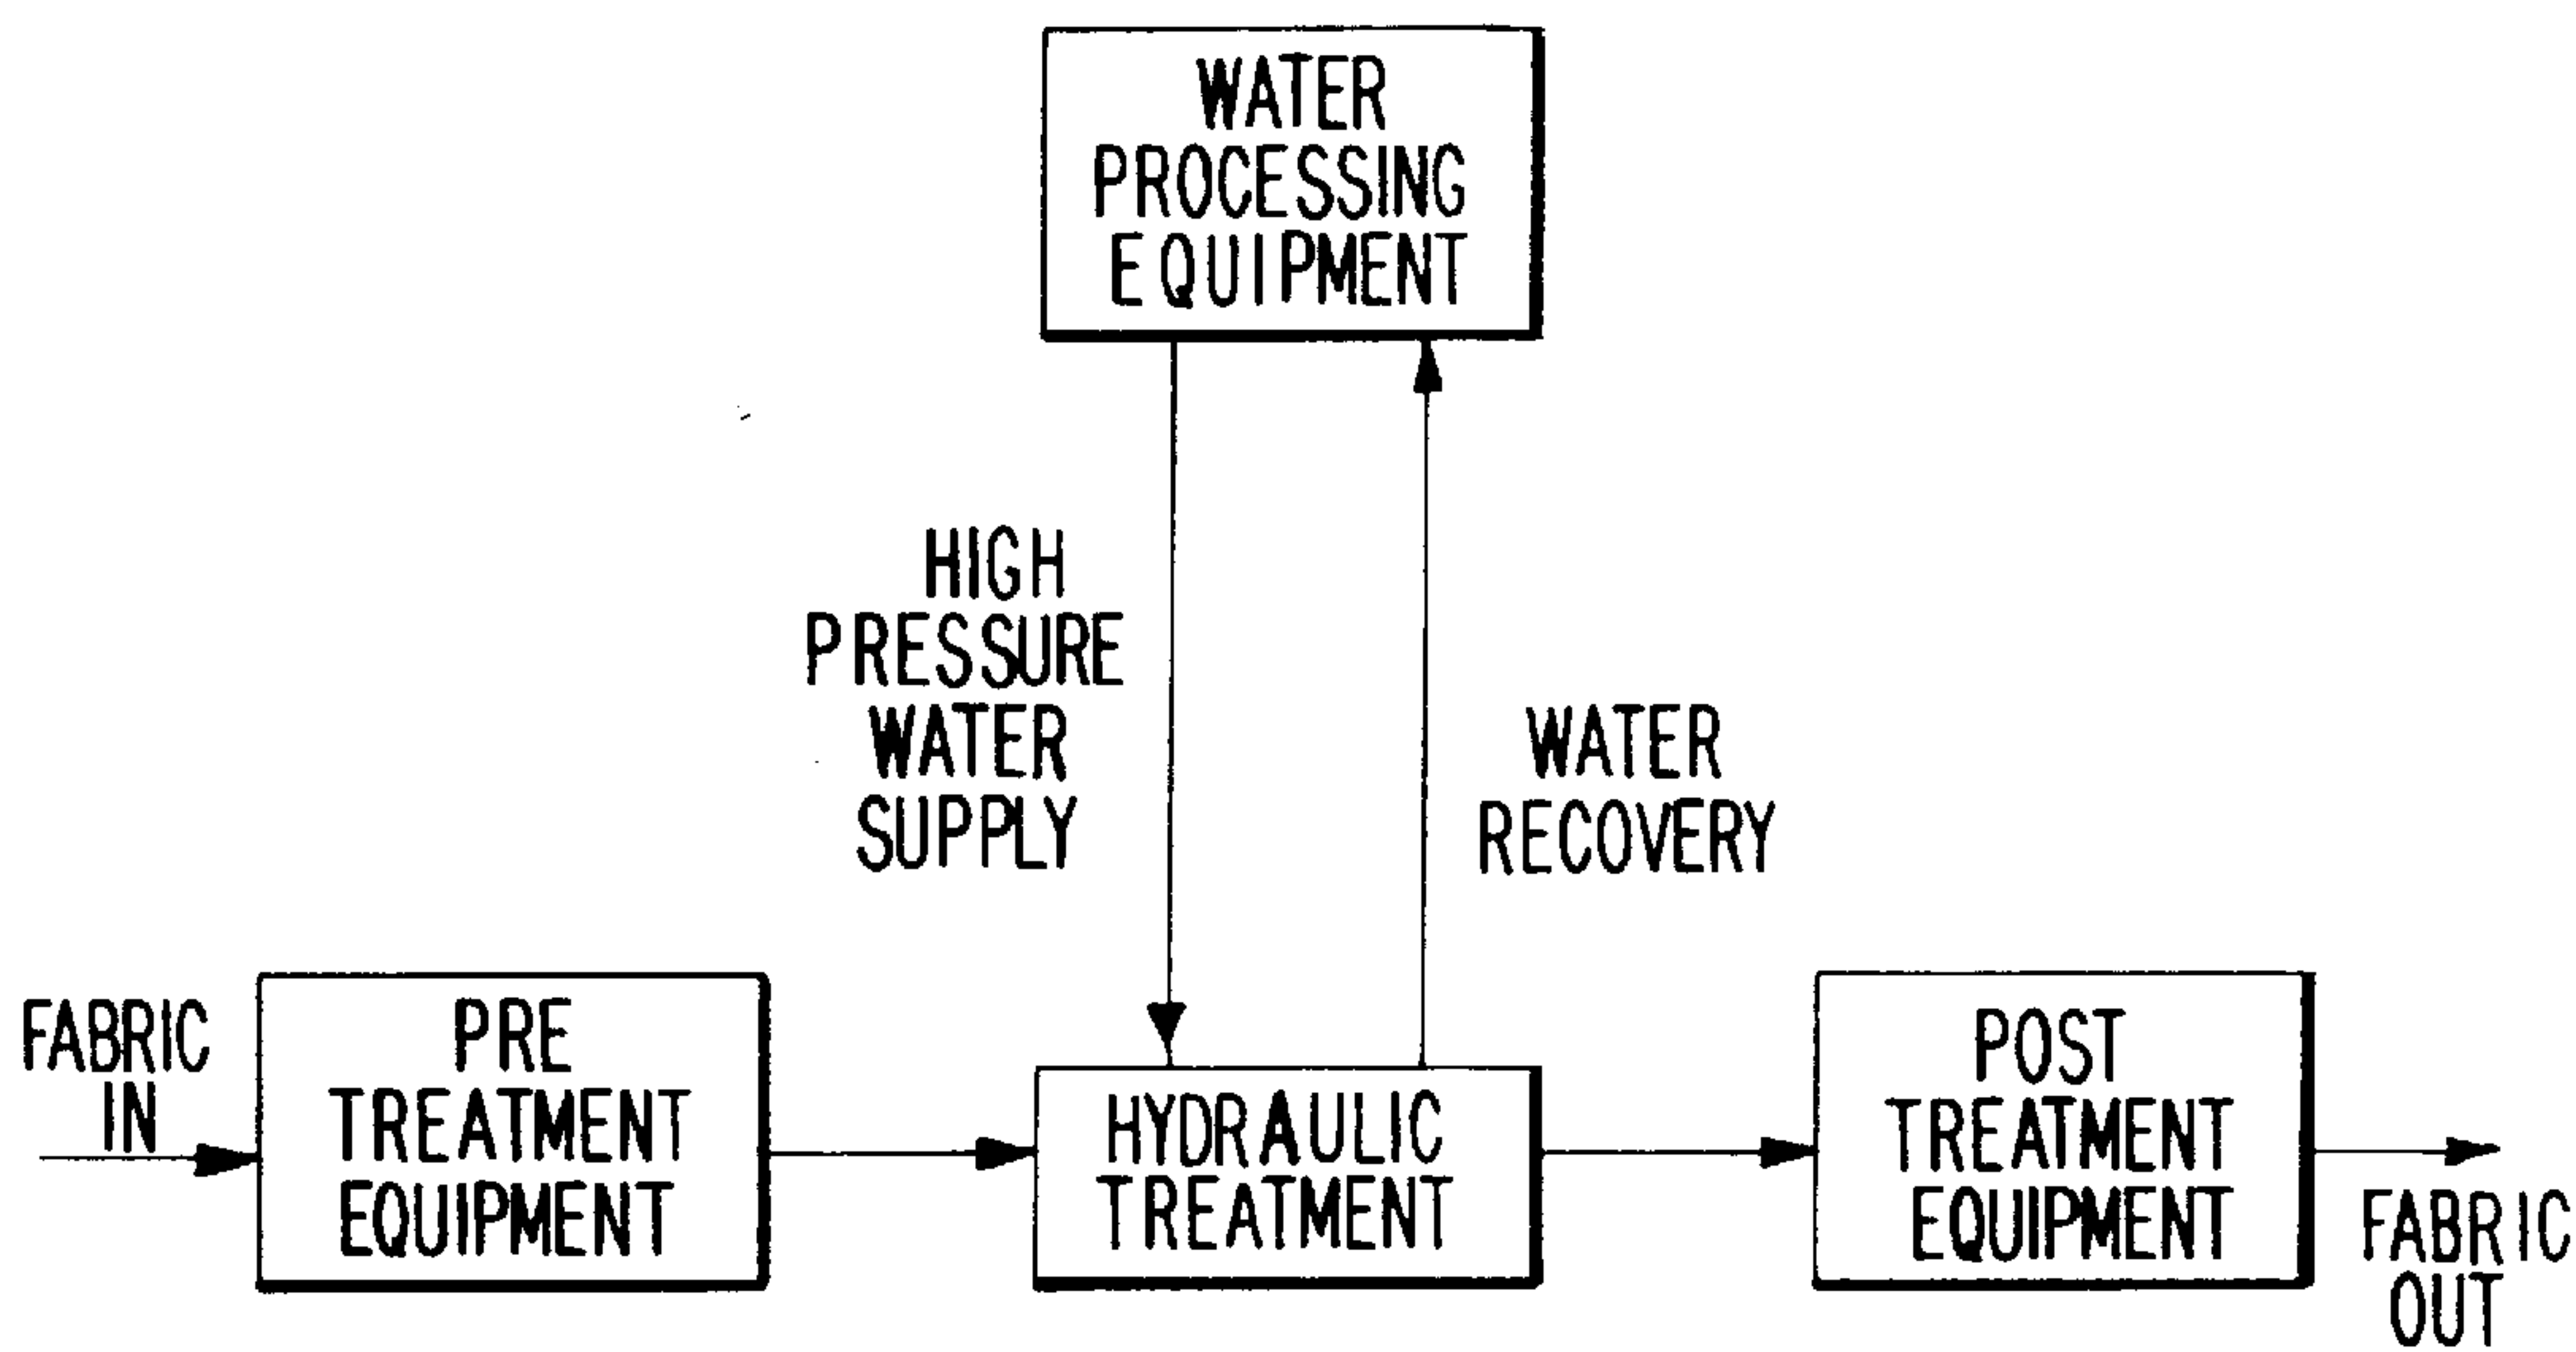 WATER
PROCESSING
EQUIPMENT
HIGH
PRESSURE
WATER
SUPPLY
WATER
RECOVERY
FABRIC
IN
PRE
TREATMENT
EQUIPMENT
HYDRAULIC
TREATMENT
POST
TREATMENT
EQUIPMENT
FABRIC
OUT